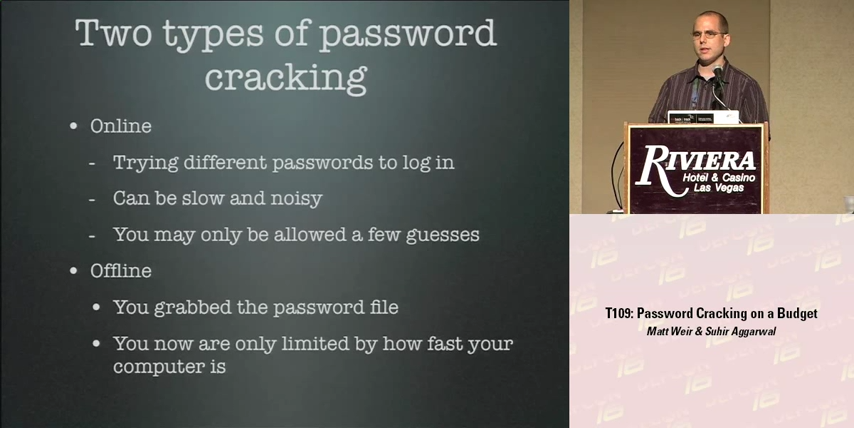 Two types of password
cracking
• Online
- Trying different passwords to log in
- Can be slow and noisy
- You may only be allowed a few guesses
• Offline
• You grabbed the password file
• You now are only limited by how fast your
computer is
RIVIERA
Hotel & Casino
Las Vegas
T109: Password Cracking on a Budget
Matt Weir & Suhir Aggarwal